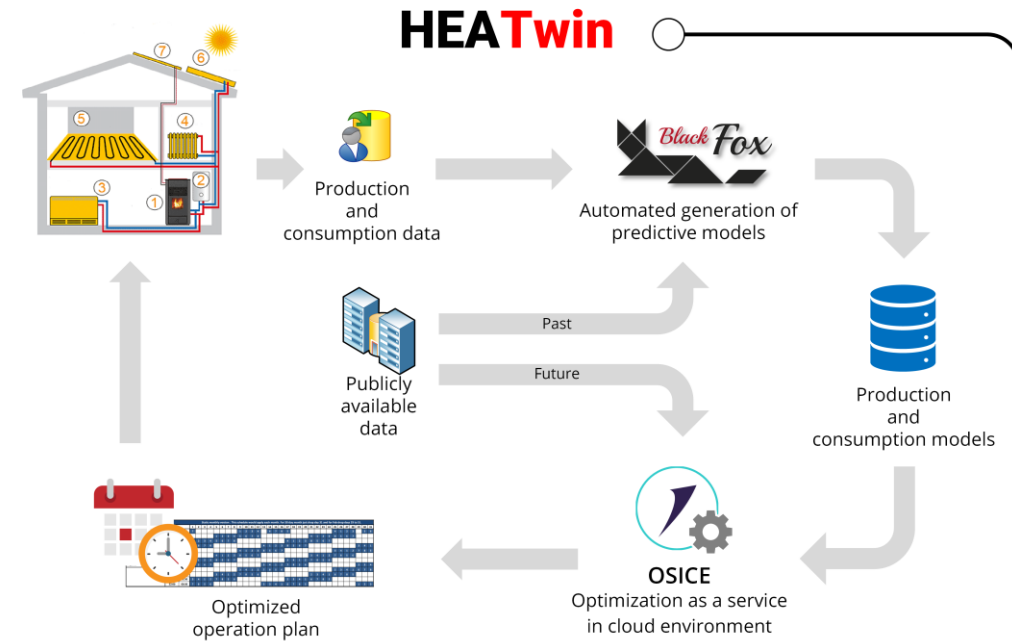 HEATwin
7
6
5
4
3
2
1
Production
and
consumption data
Black Fox
Automated generation of
predictive models
Past
Future
Publicly
available
data
Production
and
consumption models
OSICE
Optimization as a service
in cloud environment
Optimized
operation plan